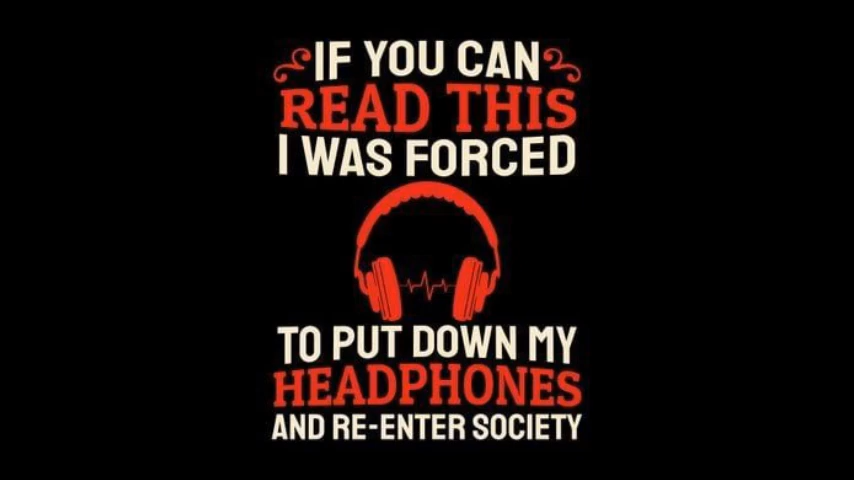 IF YOU CAN
READ THIS
I WAS FORCED
TO PUT DOWN MY
HEADPHONES
AND RE-ENTER SOCIETY